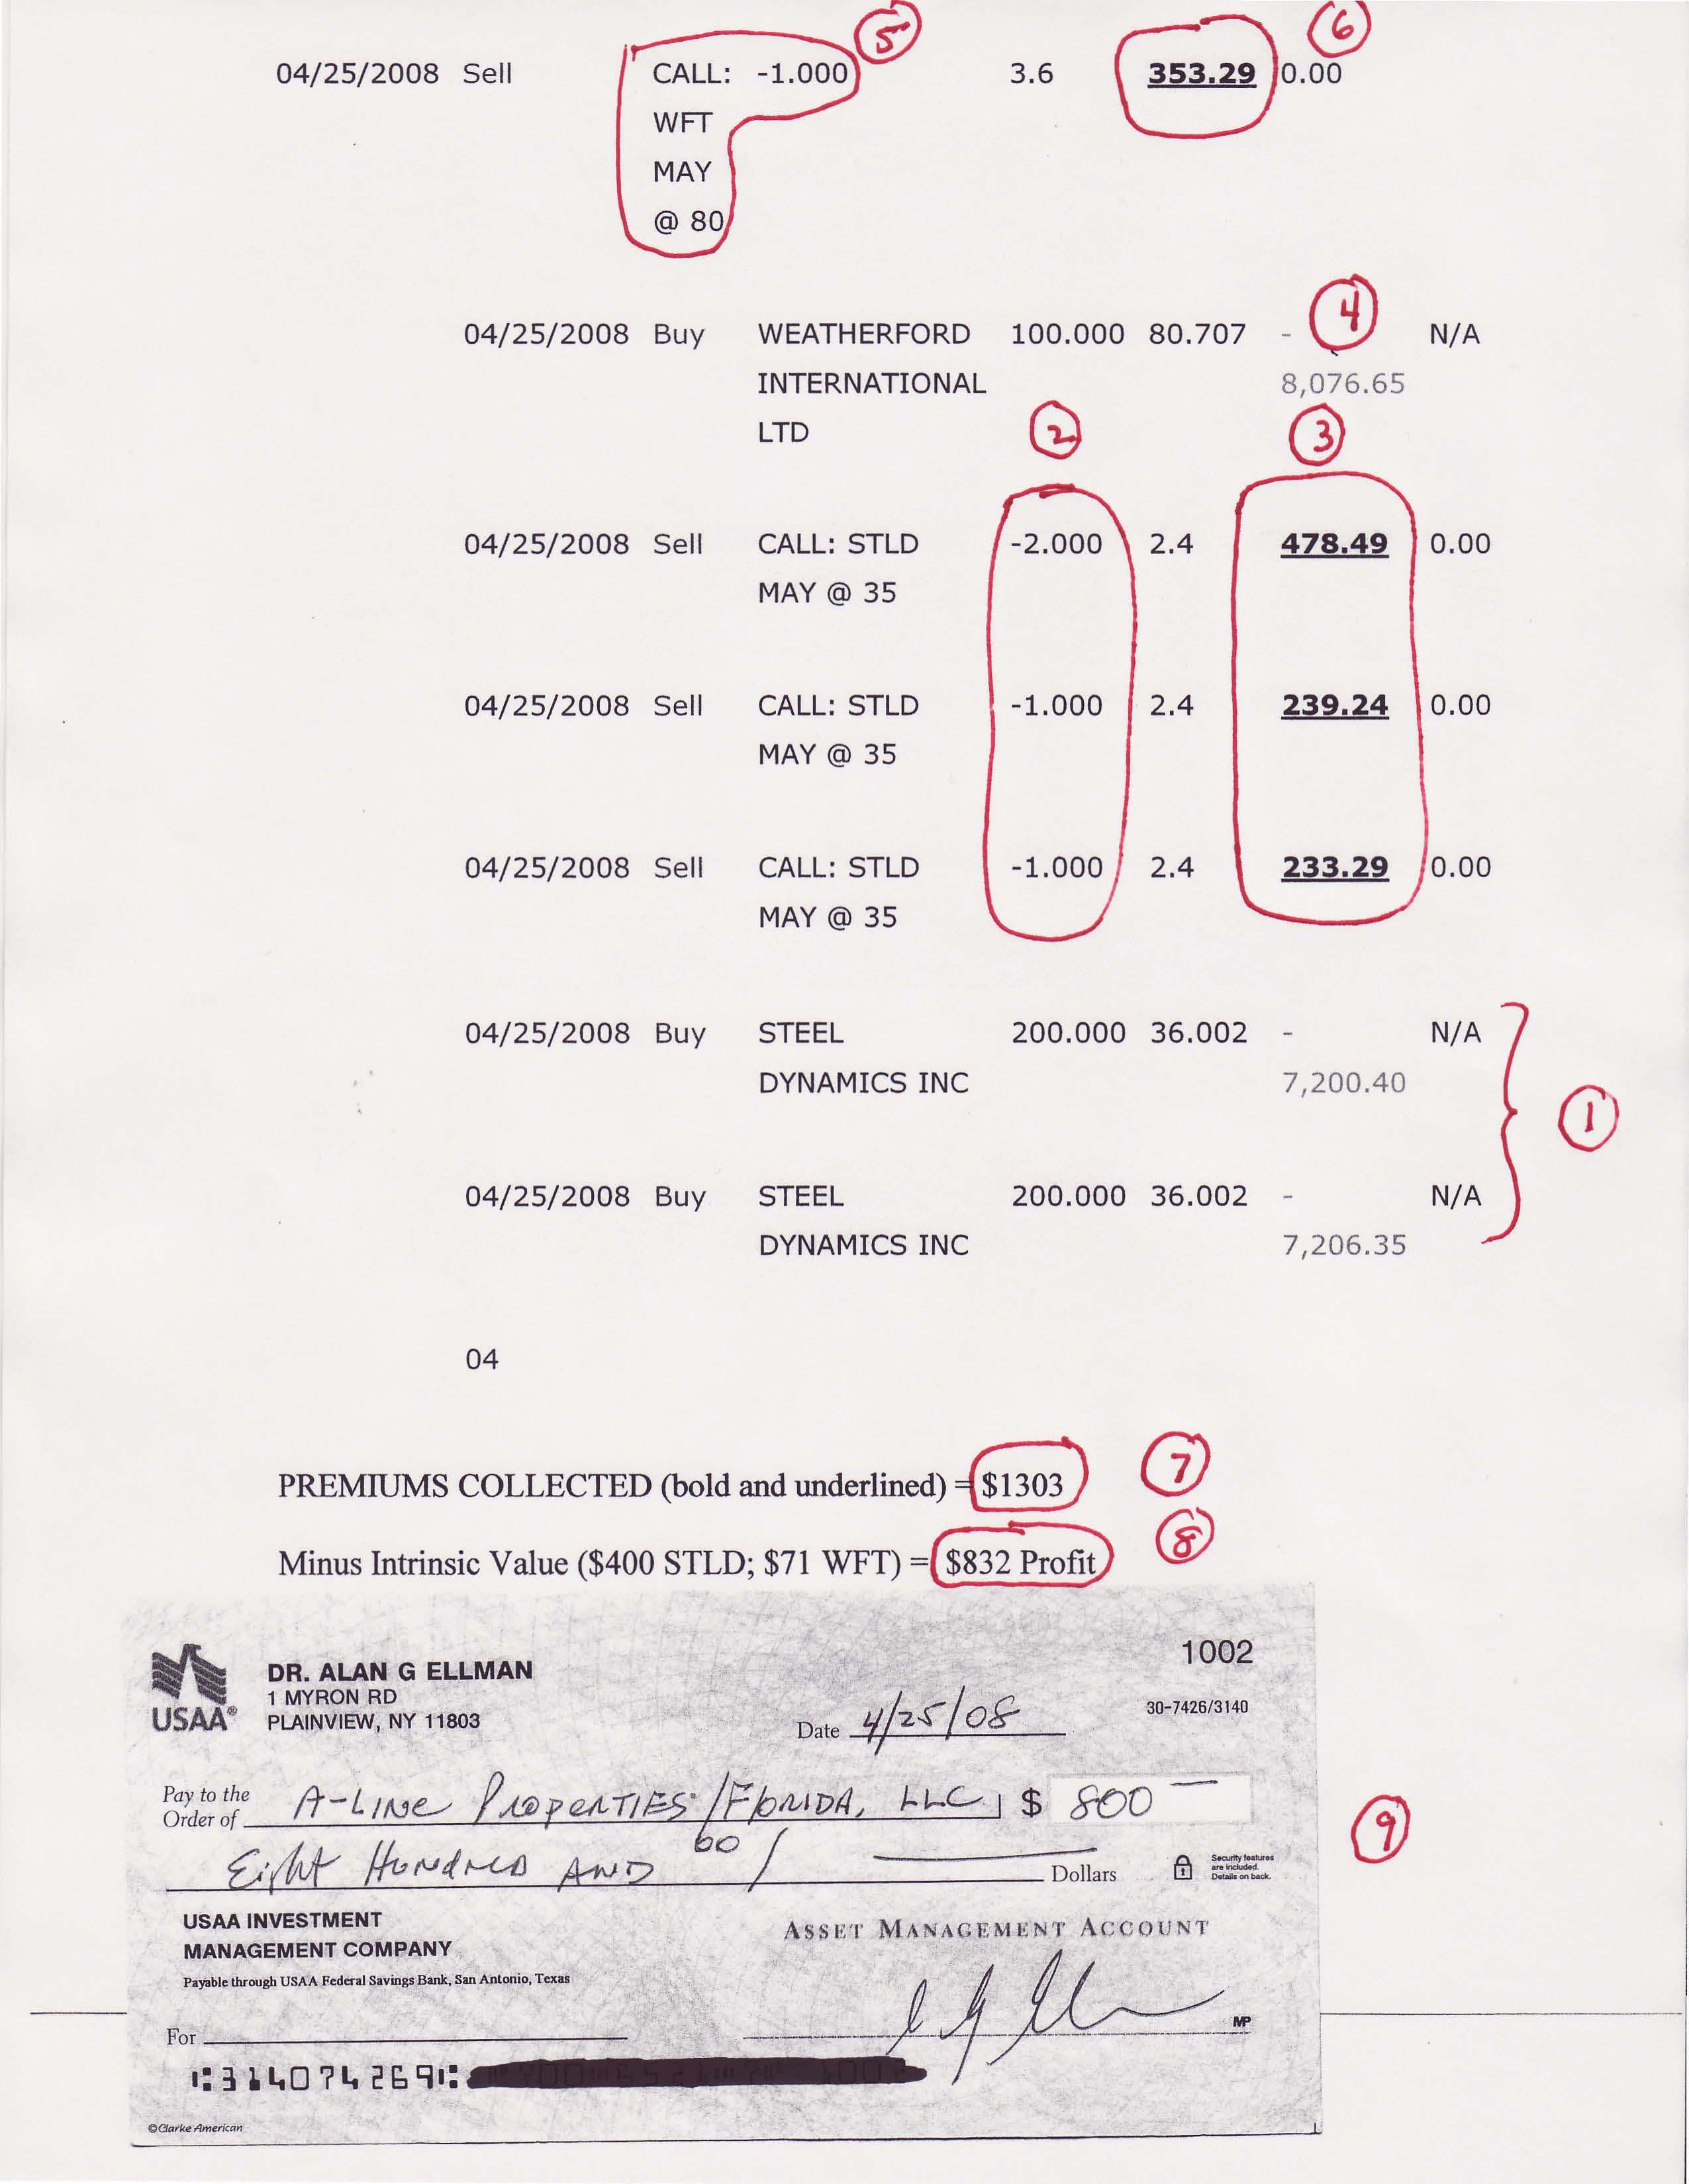 5
6
04/25/2008 Sell CALL: -1.000 3.6 353.29 0.00
WFT
MAY
@ 80
4
04/25/2008 Buy WEATHERFORD 100.000 80.707 - N/A
INTERNATIONAL 8,076.65
LTD
2
3
04/25/2008 Sell CALL: STLD -2.000 2.4 478.49 0.00
MAY @ 35
04/25/2008 Sell CALL: STLD -1.000 2.4 239.24 0.00
MAY @ 35
04/25/2008 Sell CALL: STLD -1.000 2.4 233.29 0.00
MAY @ 35
04/25/2008 Buy STEEL 200.000 36.002 - N/A
DYNAMICS INC 7,200.40
1
04/25/2008 Buy STEEL 200.000 36.002 - N/A
DYNAMICS INC 7,206.35
04
PREMIUMS COLLECTED (bold and underlined) = $1303 7
Minus Intrinsic Value ($400 STLD; $71 WFT) = $832 Profit 8
1002
USAA®
DR. ALAN G ELLMAN
1 MYRON RD
PLAINVIEW, NY 11803
30-7426/3140
Date 4/25/08
Pay to the
Order of A-Line Properties/Florida, LLC $ 800
9
Eight Hundred and 00/ Dollars
Security features
are included.
Details on back.
USAA INVESTMENT
MANAGEMENT COMPANY
Payable through USAA Federal Savings Bank, San Antonio, Texas
ASSET MANAGEMENT ACCOUNT
For
MP
⑆314074269⑆
©Clarke American